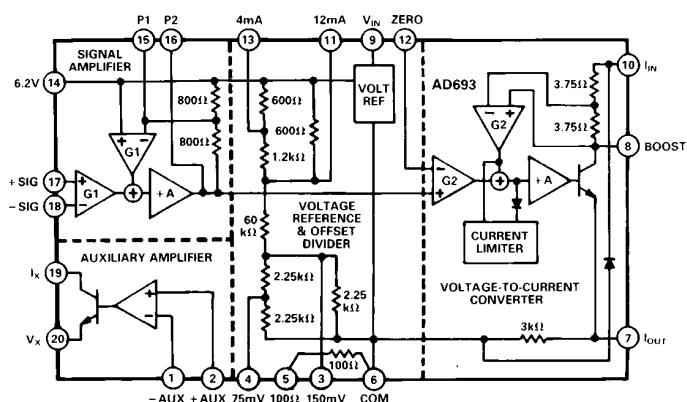 P1 P2 4mA 12mA VIN ZERO
15 16 13 11 9 12
SIGNAL
AMPLIFIER
10 IIN
6.2V 14
VOLT
REF
AD693
800Ω
600Ω
3.75Ω
800Ω
600Ω
3.75Ω
+ −
G1
− +
G2
1.2kΩ
8 BOOST
+ SIG 17
− SIG 18
+
−
G1
+
+A
−
+
G2
+
+A
60
kΩ
VOLTAGE
REFERENCE
& OFFSET
DIVIDER
CURRENT
LIMITER
AUXILIARY AMPLIFIER
IX 19
2.25kΩ
2.25
kΩ
VOLTAGE-TO-CURRENT
CONVERTER
+
−
2.25kΩ
3kΩ
VX 20
7 IOUT
100Ω
1 2 4 5 3 6
− AUX + AUX 75mV 100Ω 150mV COM